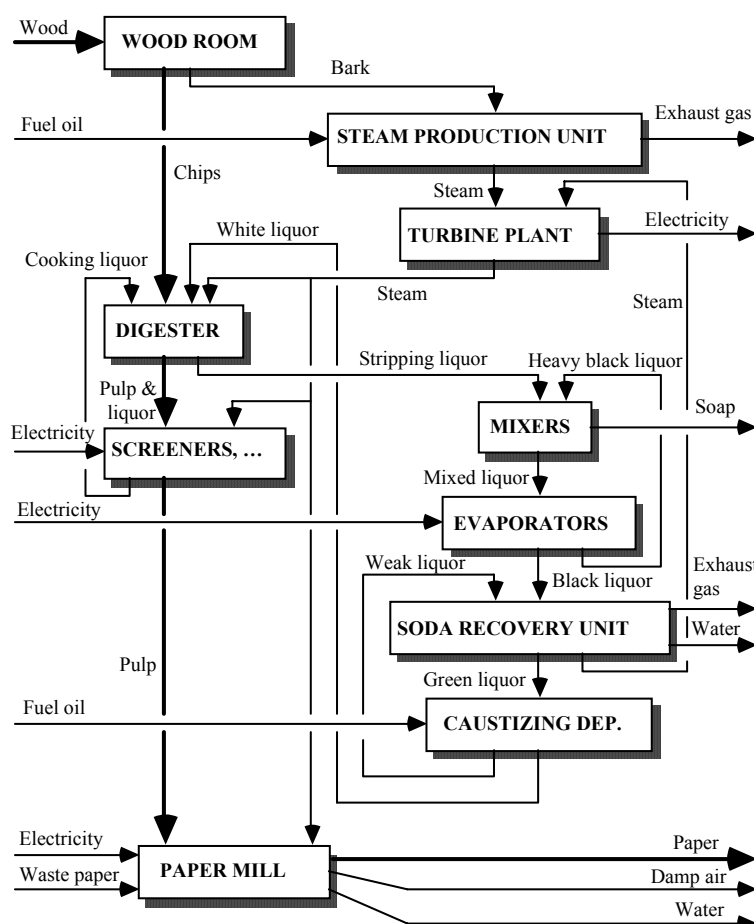 Wood
WOOD ROOM
Bark
Fuel oil
Exhaust gas
STEAM PRODUCTION UNIT
Chips
Steam
White liquor
Electricity
TURBINE PLANT
Cooking liquor
Steam
Steam
DIGESTER
Stripping liquor
Heavy black liquor
Pulp &
liquor
Soap
MIXERS
Electricity
SCREENERS, …
Mixed liquor
Electricity
EVAPORATORS
Weak liquor
Black liquor
Exhaust
gas
SODA RECOVERY UNIT
Water
Pulp
Green liquor
Fuel oil
CAUSTIZING DEP.
Electricity
Paper
Waste paper
PAPER MILL
Damp air
Water